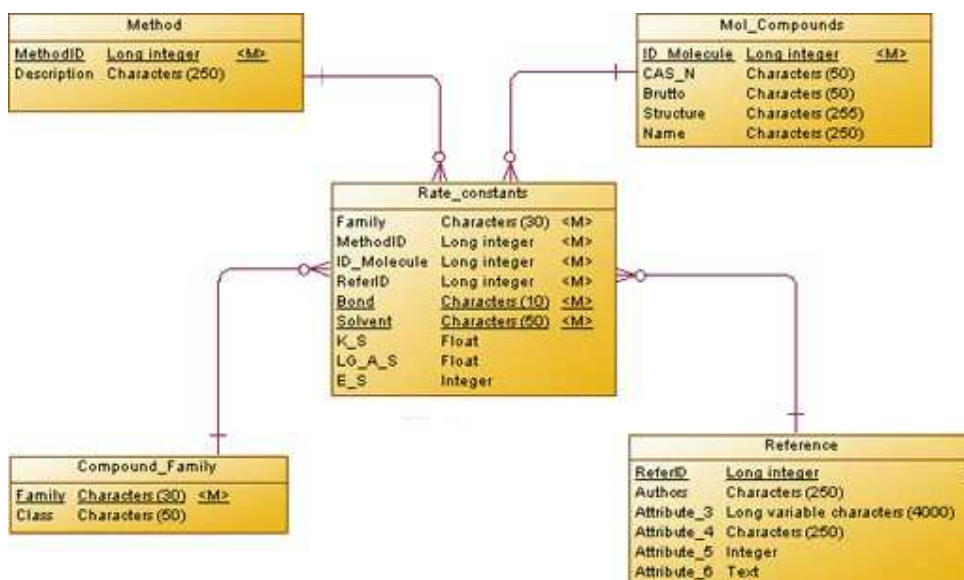 Method
MethodID Long integer <M>
Description Characters (250)
Mol_Compounds
ID_Molecule Long integer <M>
CAS_N Characters (50)
Brutto Characters (50)
Structure Characters (255)
Name Characters (250)
Rate_constants
Family Characters (30) <M>
MethodID Long integer <M>
ID_Molecule Long integer <M>
ReferID Long integer <M>
Bond Characters (10) <M>
Solvent Characters (50) <M>
K_S Float
LG_A_S Float
E_S Integer
Compound_Family
Family Characters (30) <M>
Class Characters (50)
Reference
ReferID Long integer
Authors Characters (250)
Attribute_3 Long variable characters (4000)
Attribute_4 Characters (250)
Attribute_5 Integer
Attribute_6 Text